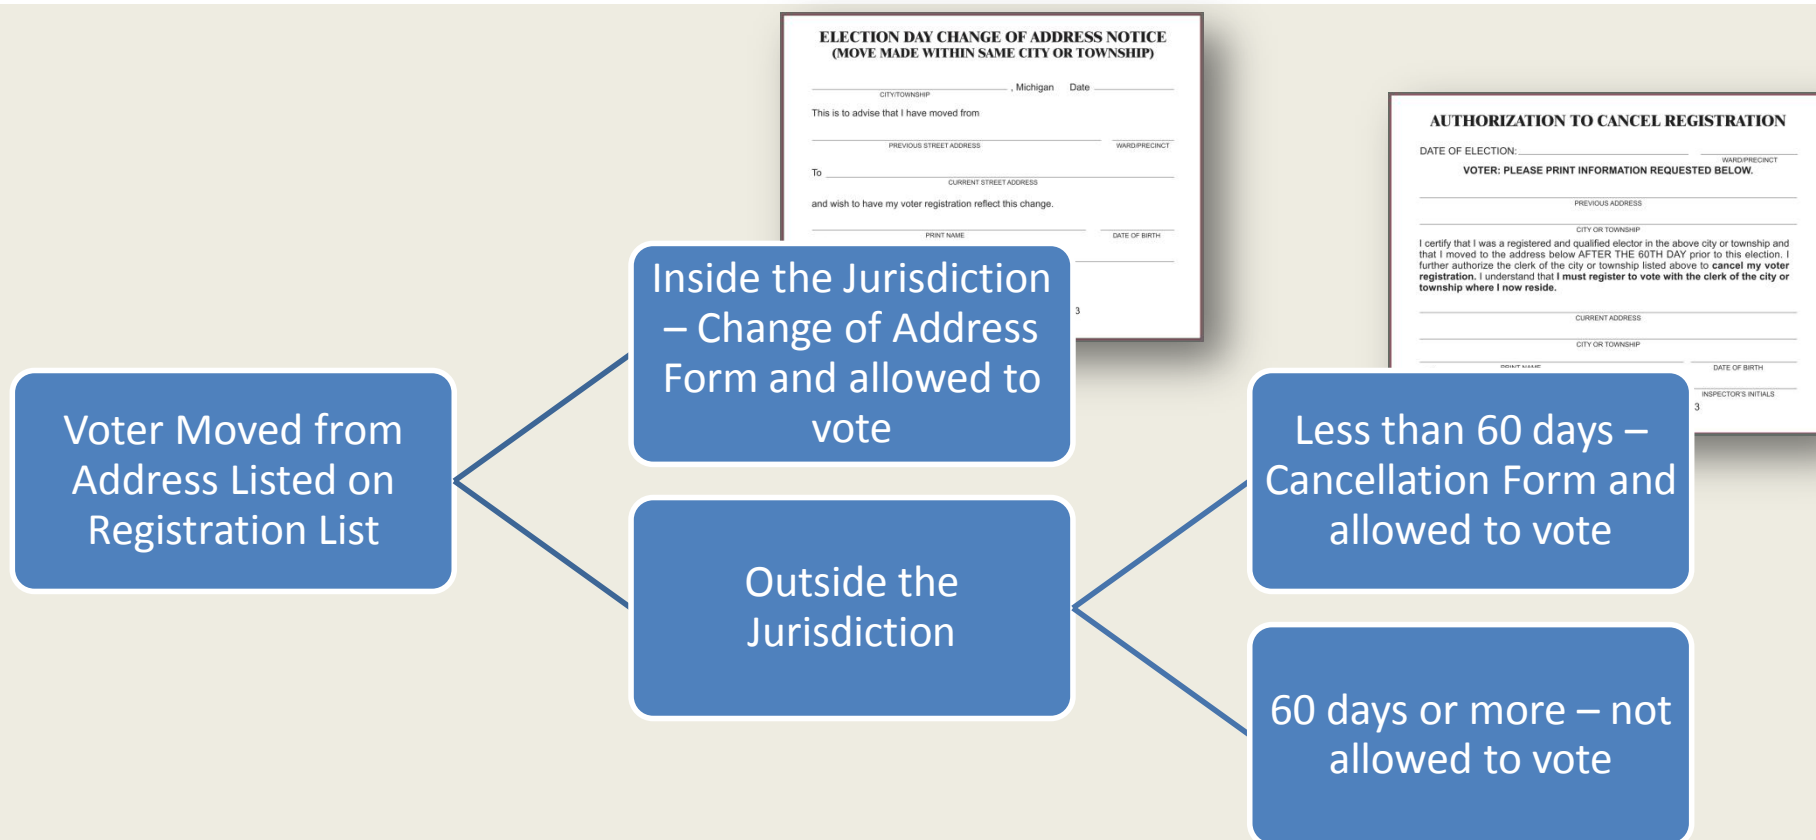 ELECTION DAY CHANGE OF ADDRESS NOTICE
(MOVE MADE WITHIN SAME CITY OR TOWNSHIP)
, Michigan Date
CITY/TOWNSHIP
This is to advise that I have moved from
PREVIOUS STREET ADDRESS WARD/PRECINCT
To
CURRENT STREET ADDRESS
and wish to have my voter registration reflect this change.
PRINT NAME DATE OF BIRTH
3
AUTHORIZATION TO CANCEL REGISTRATION
DATE OF ELECTION:
WARD/PRECINCT
VOTER: PLEASE PRINT INFORMATION REQUESTED BELOW.
PREVIOUS ADDRESS
CITY OR TOWNSHIP
I certify that I was a registered and qualified elector in the above city or township and
that I moved to the address below AFTER THE 60TH DAY prior to this election. I
further authorize the clerk of the city or township listed above to cancel my voter
registration. I understand that I must register to vote with the clerk of the city or
township where I now reside.
CURRENT ADDRESS
CITY OR TOWNSHIP
PRINT NAME DATE OF BIRTH
INSPECTOR'S INITIALS
3
Voter Moved from
Address Listed on
Registration List
Inside the Jurisdiction
– Change of Address
Form and allowed to
vote
Outside the
Jurisdiction
Less than 60 days –
Cancellation Form and
allowed to vote
60 days or more – not
allowed to vote